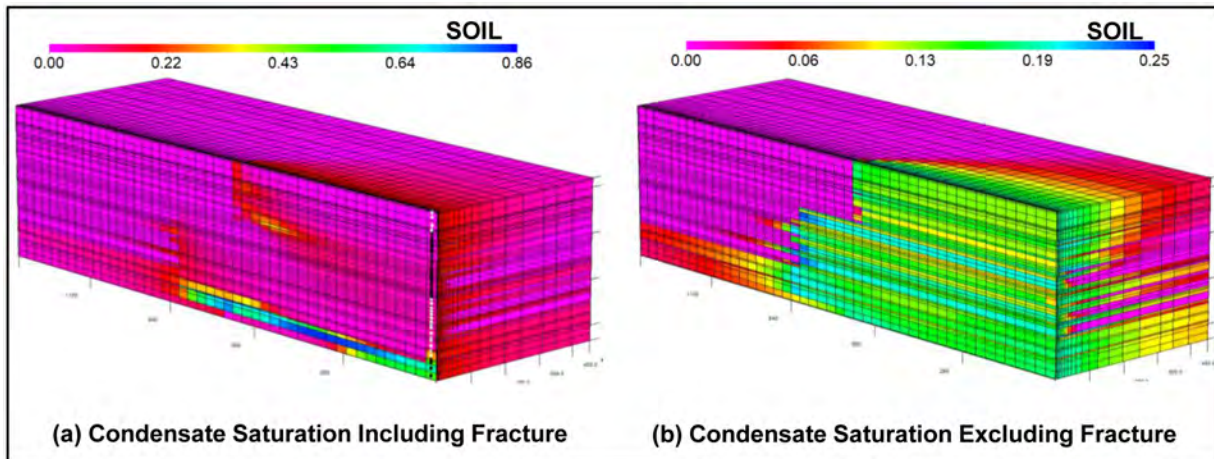 SOIL
0.00 0.22 0.43 0.64 0.86
SOIL
0.00 0.06 0.13 0.19 0.25
(a) Condensate Saturation Including Fracture
(b) Condensate Saturation Excluding Fracture